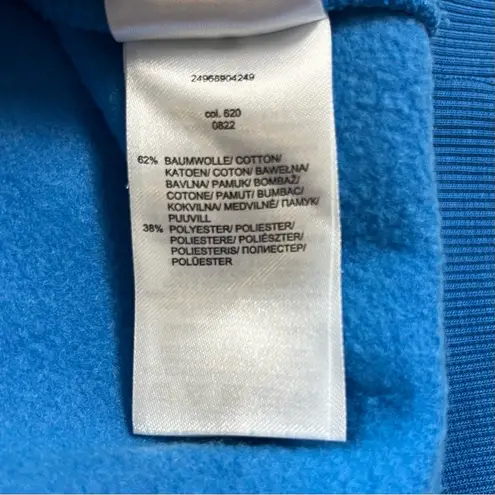 24968904249
col. 620
0822
62% BAUMWOLLE/ COTTON/
KATOEN/ COTON/ BAWEŁNA/
BAVLNA/ PAMUK/ BOMBAŽ/
COTONE/ PAMUT/ BUMBAC/
KOKVILNA/ MEDVILNĖ/ ПАМУК/
PUUVILL
38% POLYESTER/ POLIESTER/
POLIESTERE/ POLIÉSZTER/
POLIESTERIS/ ПОЛИЕСТЕР/
POLÜESTER